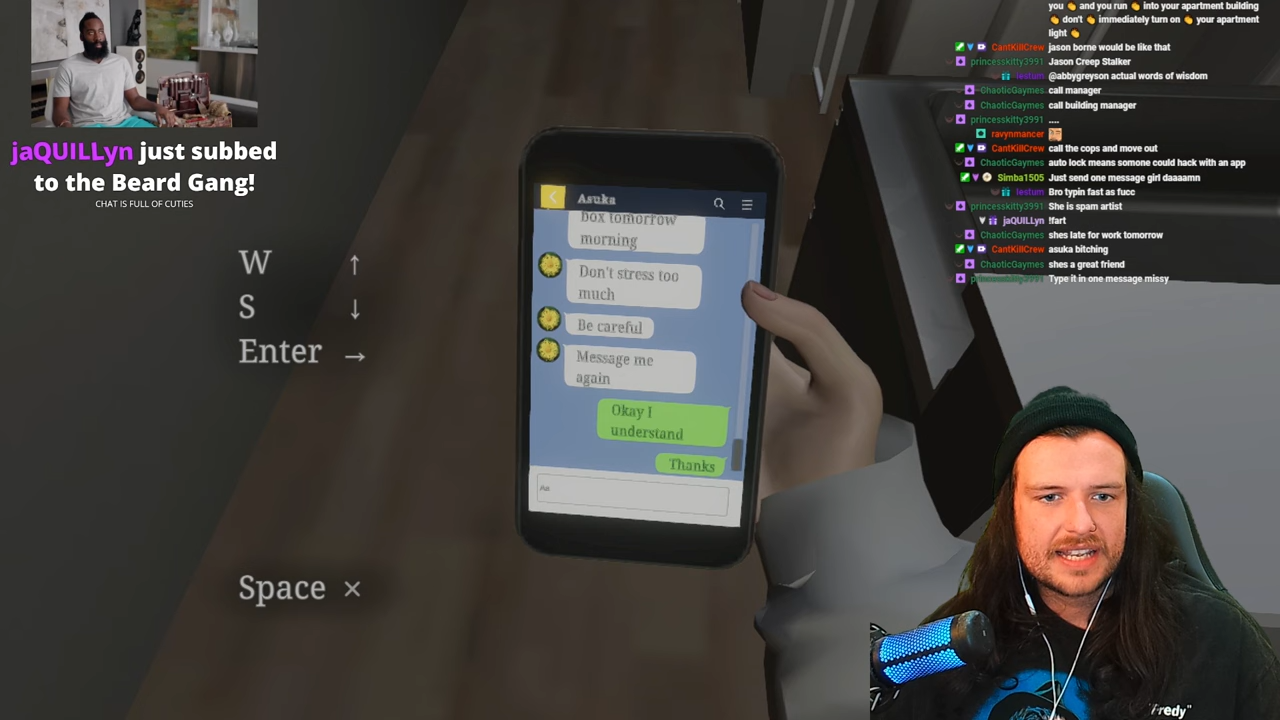 jaQUILLyn just subbed
to the Beard Gang!
CHAT IS FULL OF CUTIES
W ↑
S ↓
Enter →
Space ×
Asuka
box tomorrow
morning
Don't stress too
much
Be careful
Message me
again
Okay I
understand
Thanks
Aa
you 👏 and you run 👏 into your apartment building
👏 don't 👏 immediately turn on 👏 your apartment
light 👏
CantKillCrew jason borne would be like that
princesskitty3991 Jason Creep Stalker
lestum @abbygreyson actual words of wisdom
ChaoticGaymes call manager
ChaoticGaymes call building manager
princesskitty3991 ....
ravynmancer
CantKillCrew call the cops and move out
ChaoticGaymes auto lock means somone could hack with an app
Simba1505 Just send one message girl daaaamn
lestum Bro typin fast as fucc
princesskitty3991 She is spam artist
jaQUILLyn !fart
ChaoticGaymes shes late for work tomorrow
CantKillCrew asuka bitching
ChaoticGaymes shes a great friend
princesskitty3991 Type it in one message missy
"Fredy"